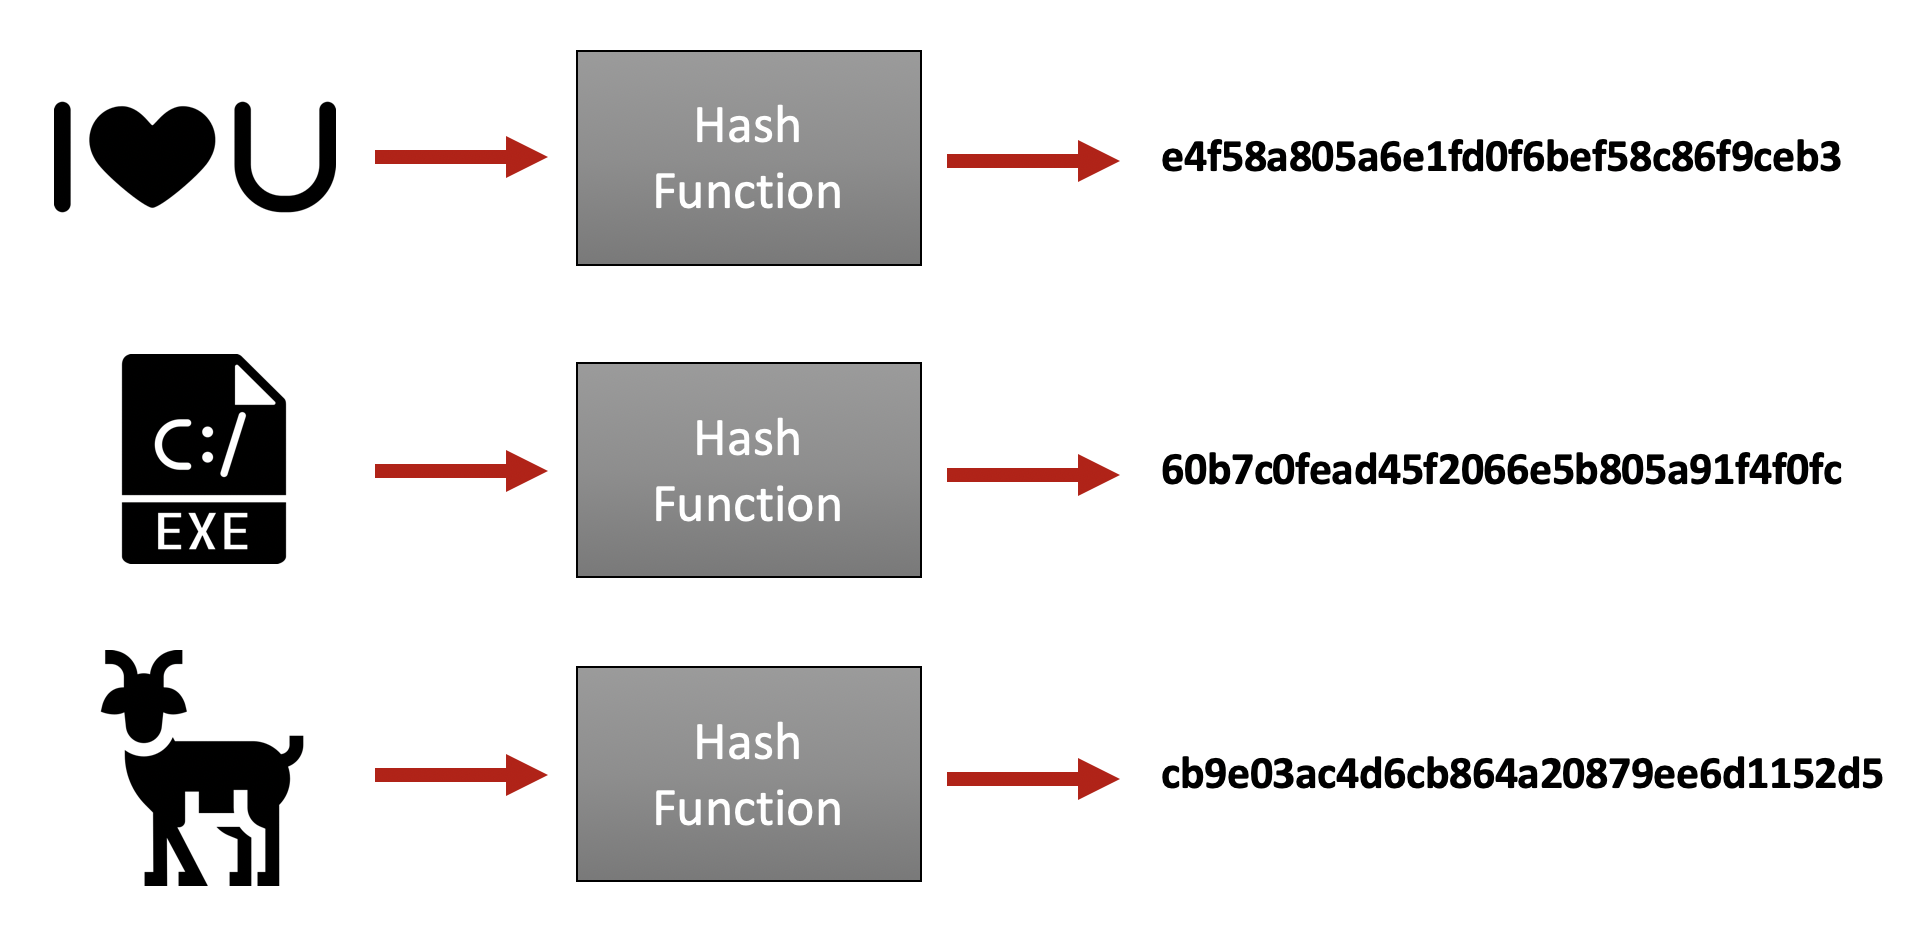 I ♥ U
Hash
Function
e4f58a805a6e1fd0f6bef58c86f9ceb3
C:/
EXE
Hash
Function
60b7c0fead45f2066e5b805a91f4f0fc
Hash
Function
cb9e03ac4d6cb864a20879ee6d1152d5